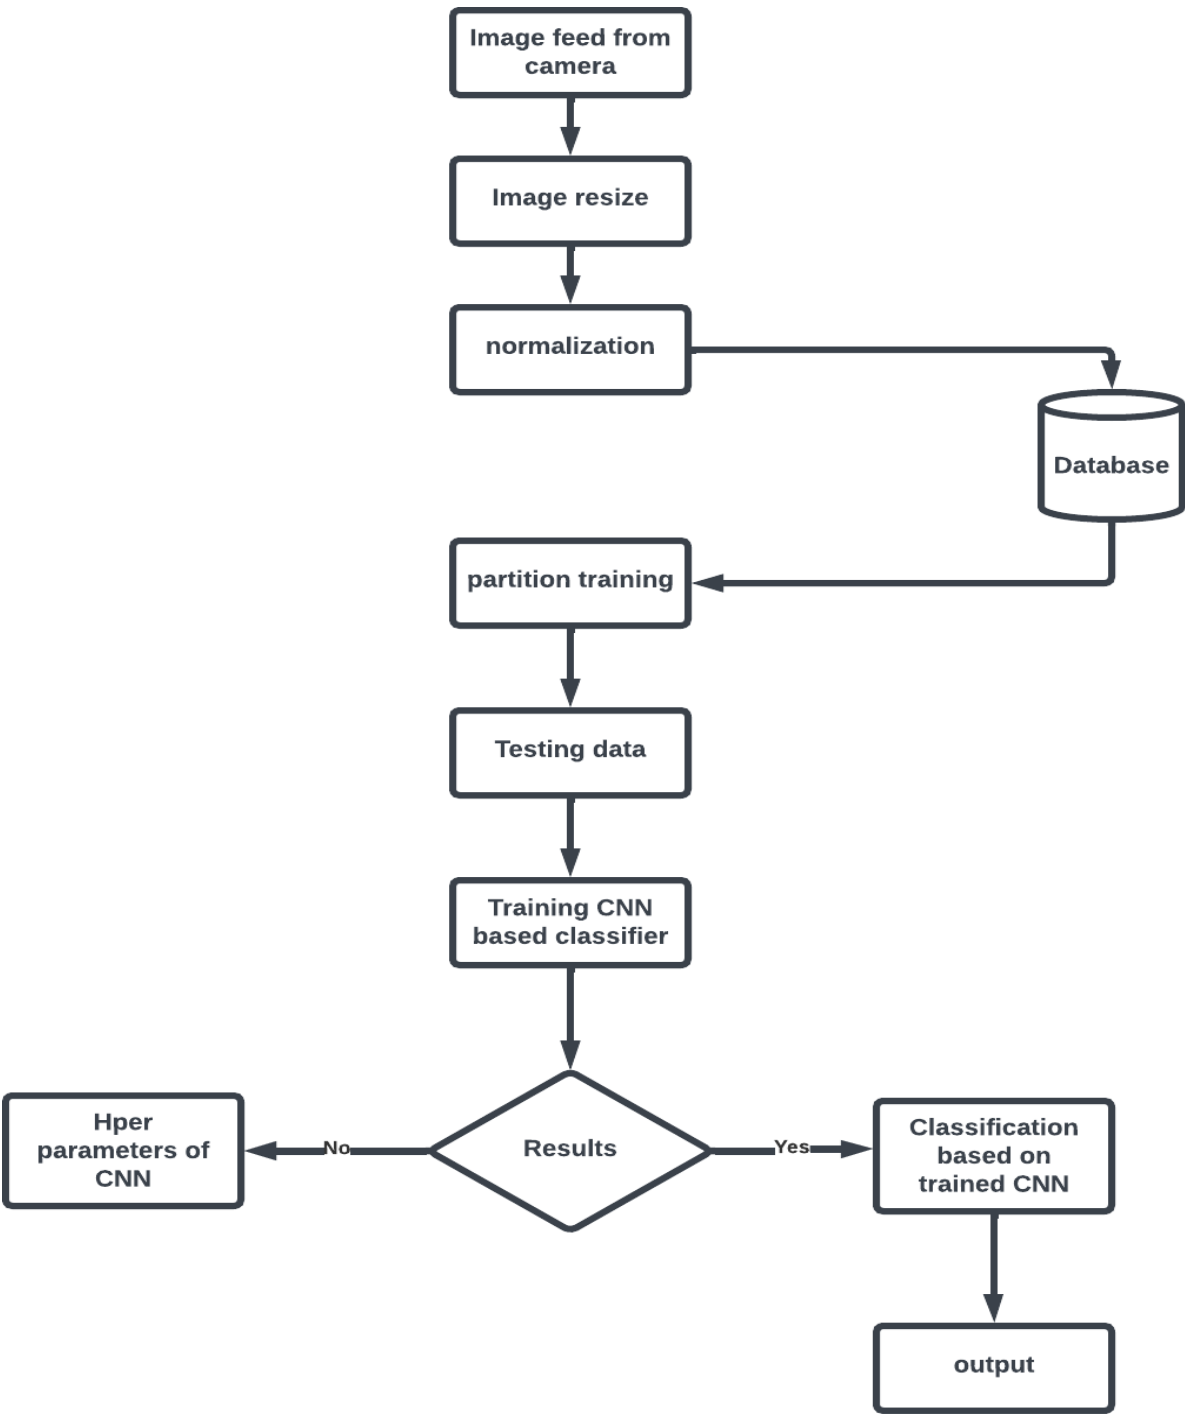 Image feed from
camera
Image resize
normalization
Database
partition training
Testing data
Training CNN
based classifier
Results
No
Yes
Hper
parameters of
CNN
Classification
based on
trained CNN
output